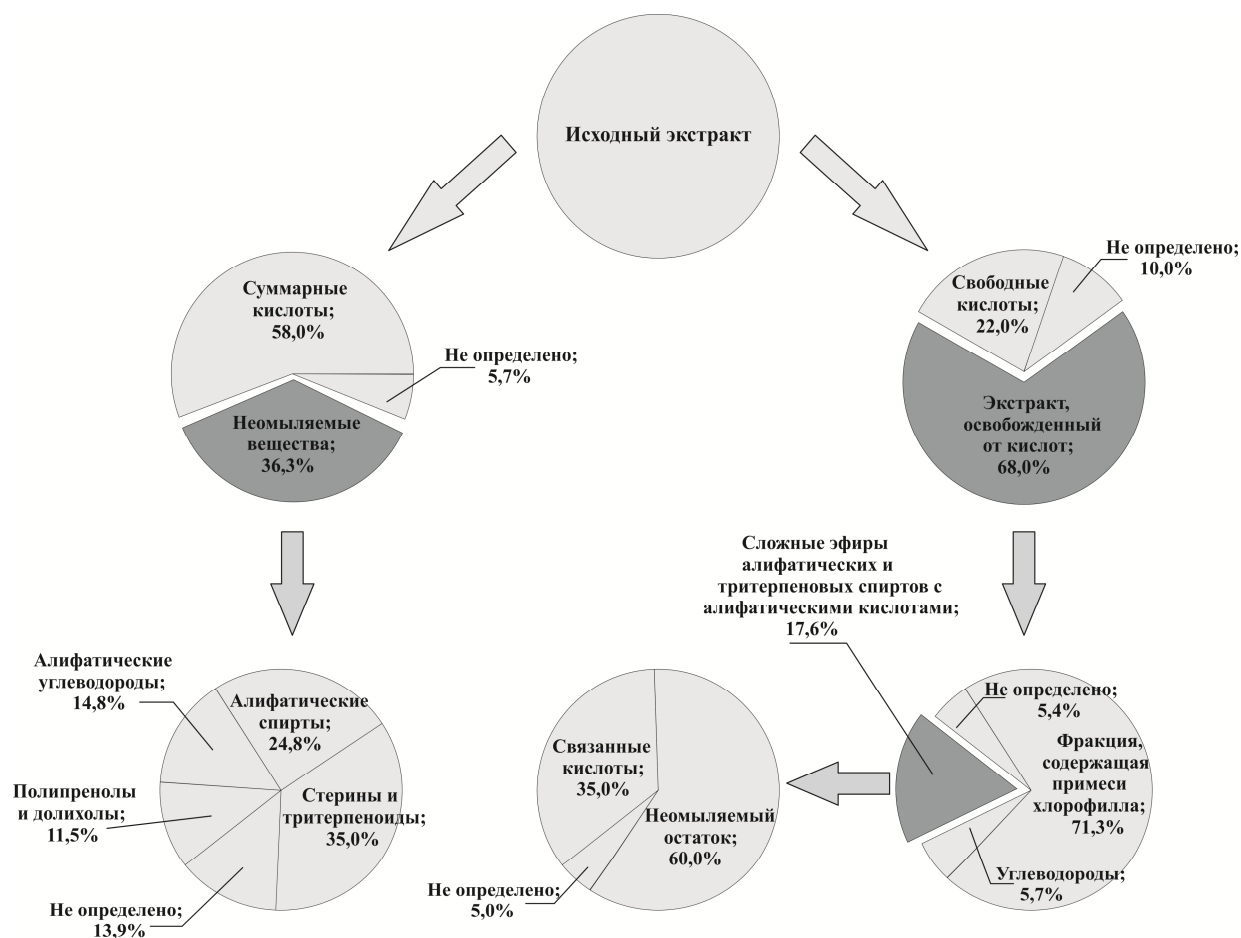 Исходный экстракт
Суммарные
кислоты;
58,0%
Не определено;
5,7%
Неомыляемые
вещества;
36,3%
Свободные
кислоты;
22,0%
Не определено;
10,0%
Экстракт,
освобожденный
от кислот;
68,0%
Сложные эфиры
алифатических и
тритерпеновых спиртов с
алифатическими кислотами;
17,6%
Алифатические
углеводороды;
14,8%
Алифатические
спирты;
24,8%
Полипренолы
и долихолы;
11,5%
Стерины и
тритерпеноиды;
35,0%
Не определено;
13,9%
Связанные
кислоты;
35,0%
Неомыляемый
остаток;
60,0%
Не определено;
5,0%
Не определено;
5,4%
Фракция,
содержащая
примеси
хлорофилла;
71,3%
Углеводороды;
5,7%